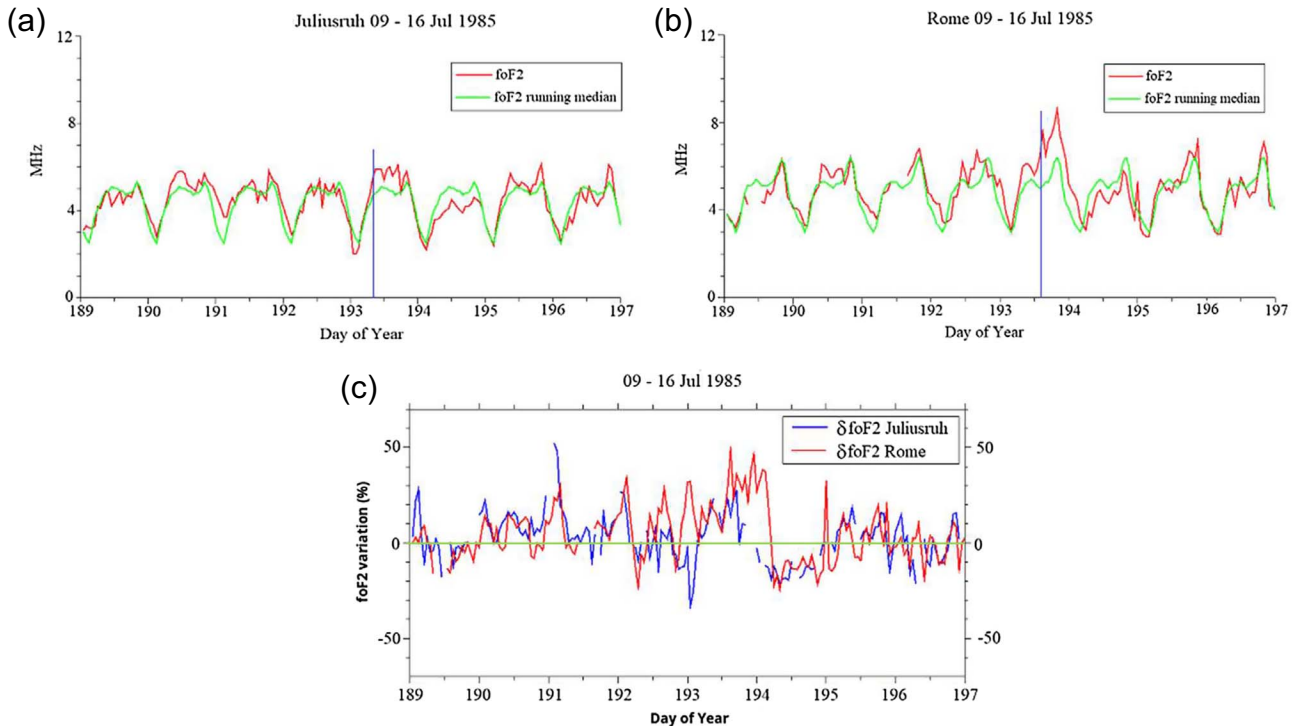 (a)
Juliusruh 09 - 16 Jul 1985
12
8
4
0
MHz
foF2
foF2 running median
189 190 191 192 193 194 195 196 197
Day of Year
(b)
Rome 09 - 16 Jul 1985
12
8
4
0
MHz
foF2
foF2 running median
189 190 191 192 193 194 195 196 197
Day of Year
(c)
09 - 16 Jul 1985
50
0
-50
foF2 variation (%)
δfoF2 Juliusruh
δfoF2 Rome
50
0
-50
189 190 191 192 193 194 195 196 197
Day of Year